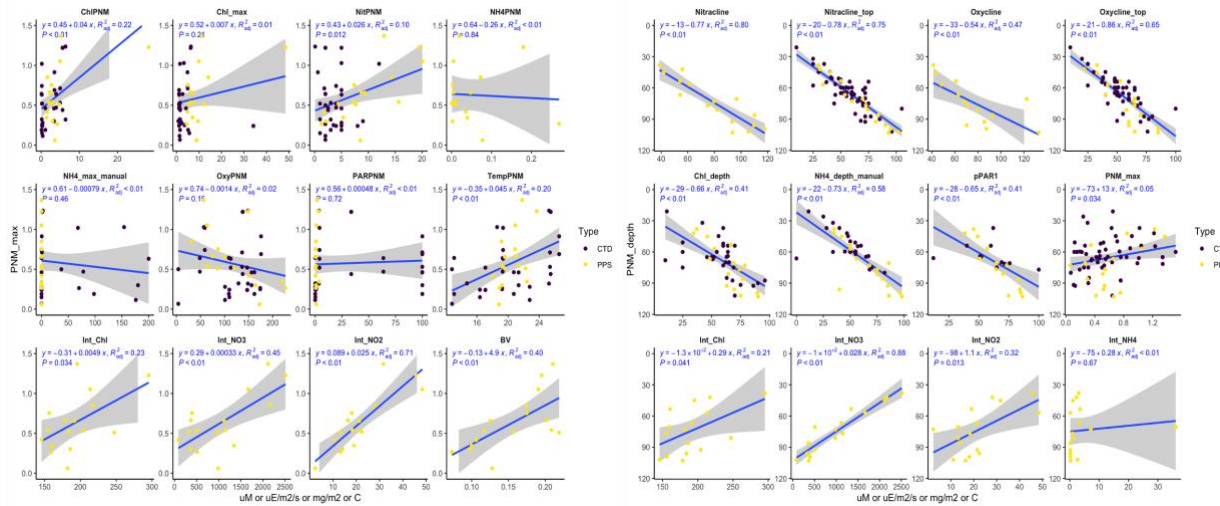 ChlPNM
y = 0.45 + 0.04 x, R²adj = 0.22
P < 0.01
Chl_max
y = 0.52 + 0.007 x, R²adj = 0.01
P = 0.21
NitPNM
y = 0.43 + 0.026 x, R²adj = 0.10
P = 0.012
NH4PNM
y = 0.64 − 0.26 x, R²adj < 0.01
P = 0.84
NH4_max_manual
y = 0.61 − 0.00079 x, R²adj < 0.01
P = 0.46
OxyPNM
y = 0.74 − 0.0014 x, R²adj = 0.02
P = 0.15
PARPNM
y = 0.56 + 0.00048 x, R²adj < 0.01
P = 0.72
TempPNM
y = −0.35 + 0.045 x, R²adj = 0.20
P < 0.01
Int_Chl
y = −0.31 + 0.0049 x, R²adj = 0.23
P = 0.034
Int_NO3
y = 0.29 + 0.00033 x, R²adj = 0.45
P < 0.01
Int_NO2
y = 0.089 + 0.025 x, R²adj = 0.71
P < 0.01
BV
y = −0.13 + 4.9 x, R²adj = 0.40
P < 0.01
PNM_max
uM or uE/m2/s or mg/m2 or C
Type
CTD
PPS
Nitracline
y = −13 − 0.77 x, R²adj = 0.80
P < 0.01
Nitracline_top
y = −20 − 0.78 x, R²adj = 0.75
P < 0.01
Oxycline
y = −33 − 0.54 x, R²adj = 0.47
P < 0.01
Oxycline_top
y = −21 − 0.86 x, R²adj = 0.65
P < 0.01
Chl_depth
y = −29 − 0.66 x, R²adj = 0.41
P < 0.01
NH4_depth_manual
y = −22 − 0.73 x, R²adj = 0.58
P < 0.01
pPAR1
y = −28 − 0.65 x, R²adj = 0.41
P < 0.01
PNM_max
y = −73 + 13 x, R²adj = 0.05
P = 0.034
Int_Chl
y = −1.3 × 10⁺² + 0.29 x, R²adj = 0.21
P = 0.041
Int_NO3
y = −1 × 10⁺² + 0.028 x, R²adj = 0.88
P < 0.01
Int_NO2
y = −98 + 1.1 x, R²adj = 0.32
P = 0.013
Int_NH4
y = −75 + 0.28 x, R²adj < 0.01
P = 0.67
PNM_depth
uM or uE/m2/s or mg/m2 or C
Type